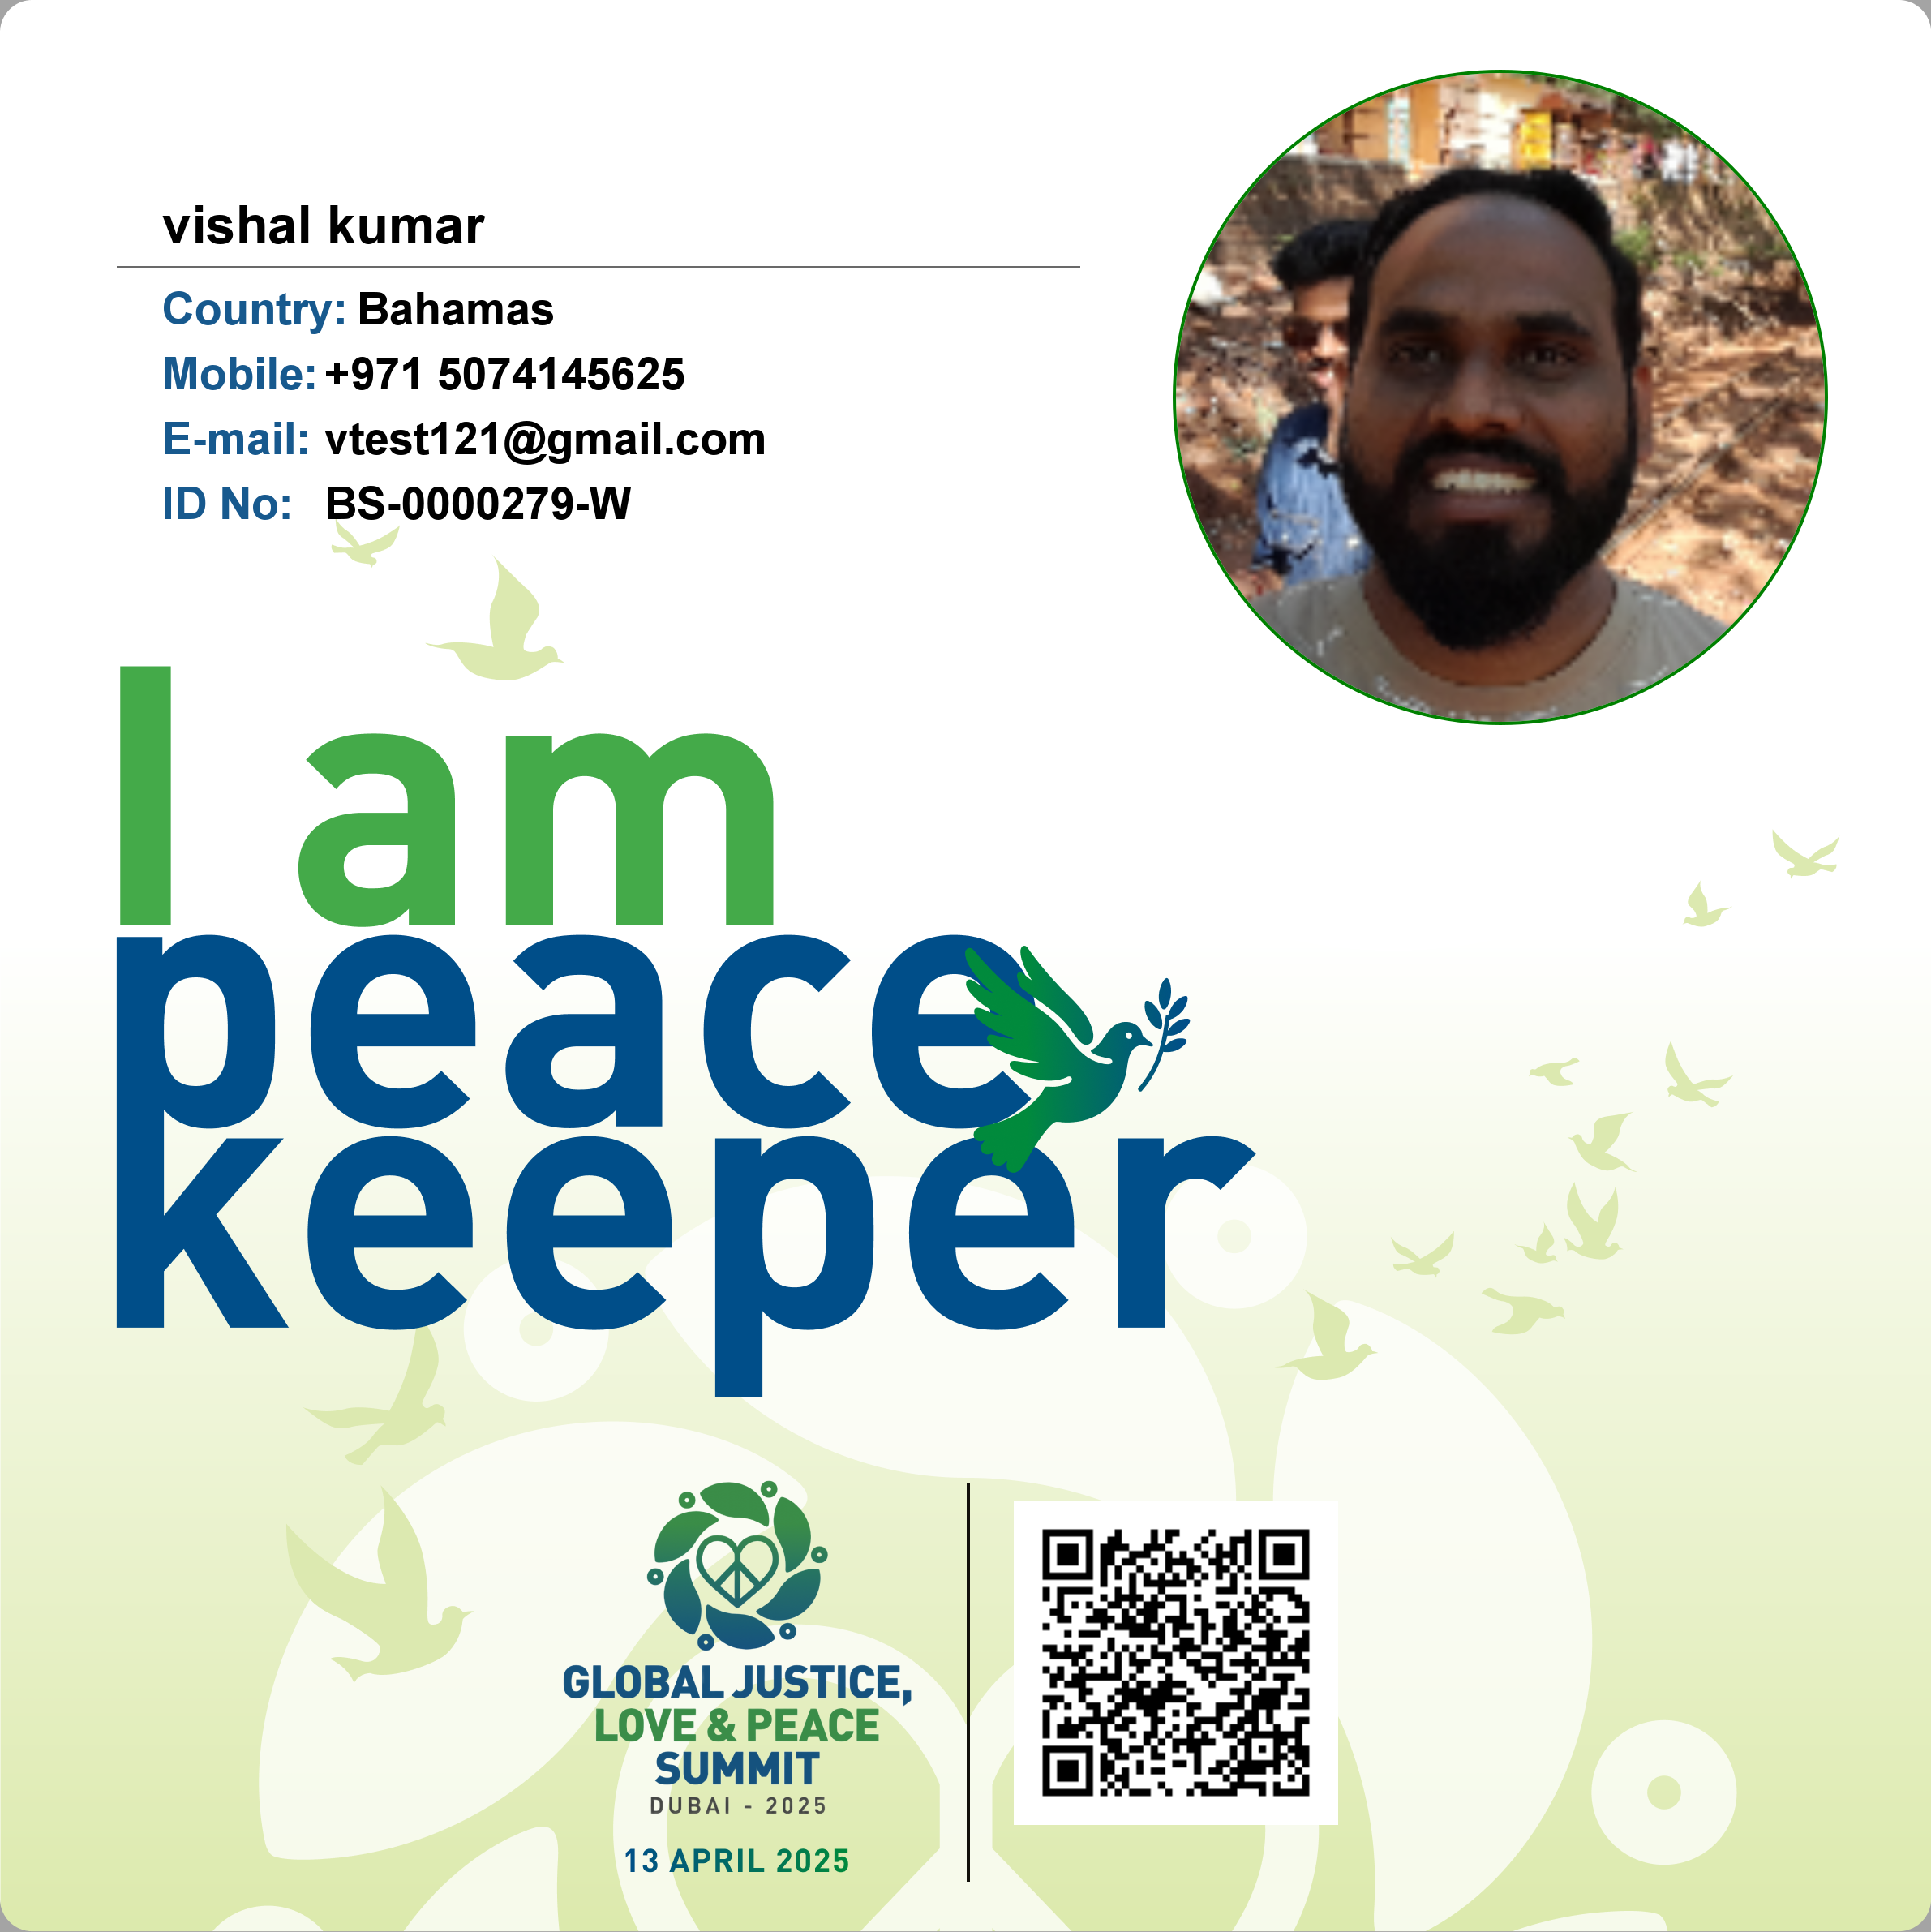 vishal kumar
Country: Bahamas
Mobile: +971 5074145625
E-mail: vtest121@gmail.com
ID No: BS-0000279-W
I am
peace
keeper
GLOBAL JUSTICE,
LOVE & PEACE
SUMMIT
DUBAI - 2025
13 APRIL 2025